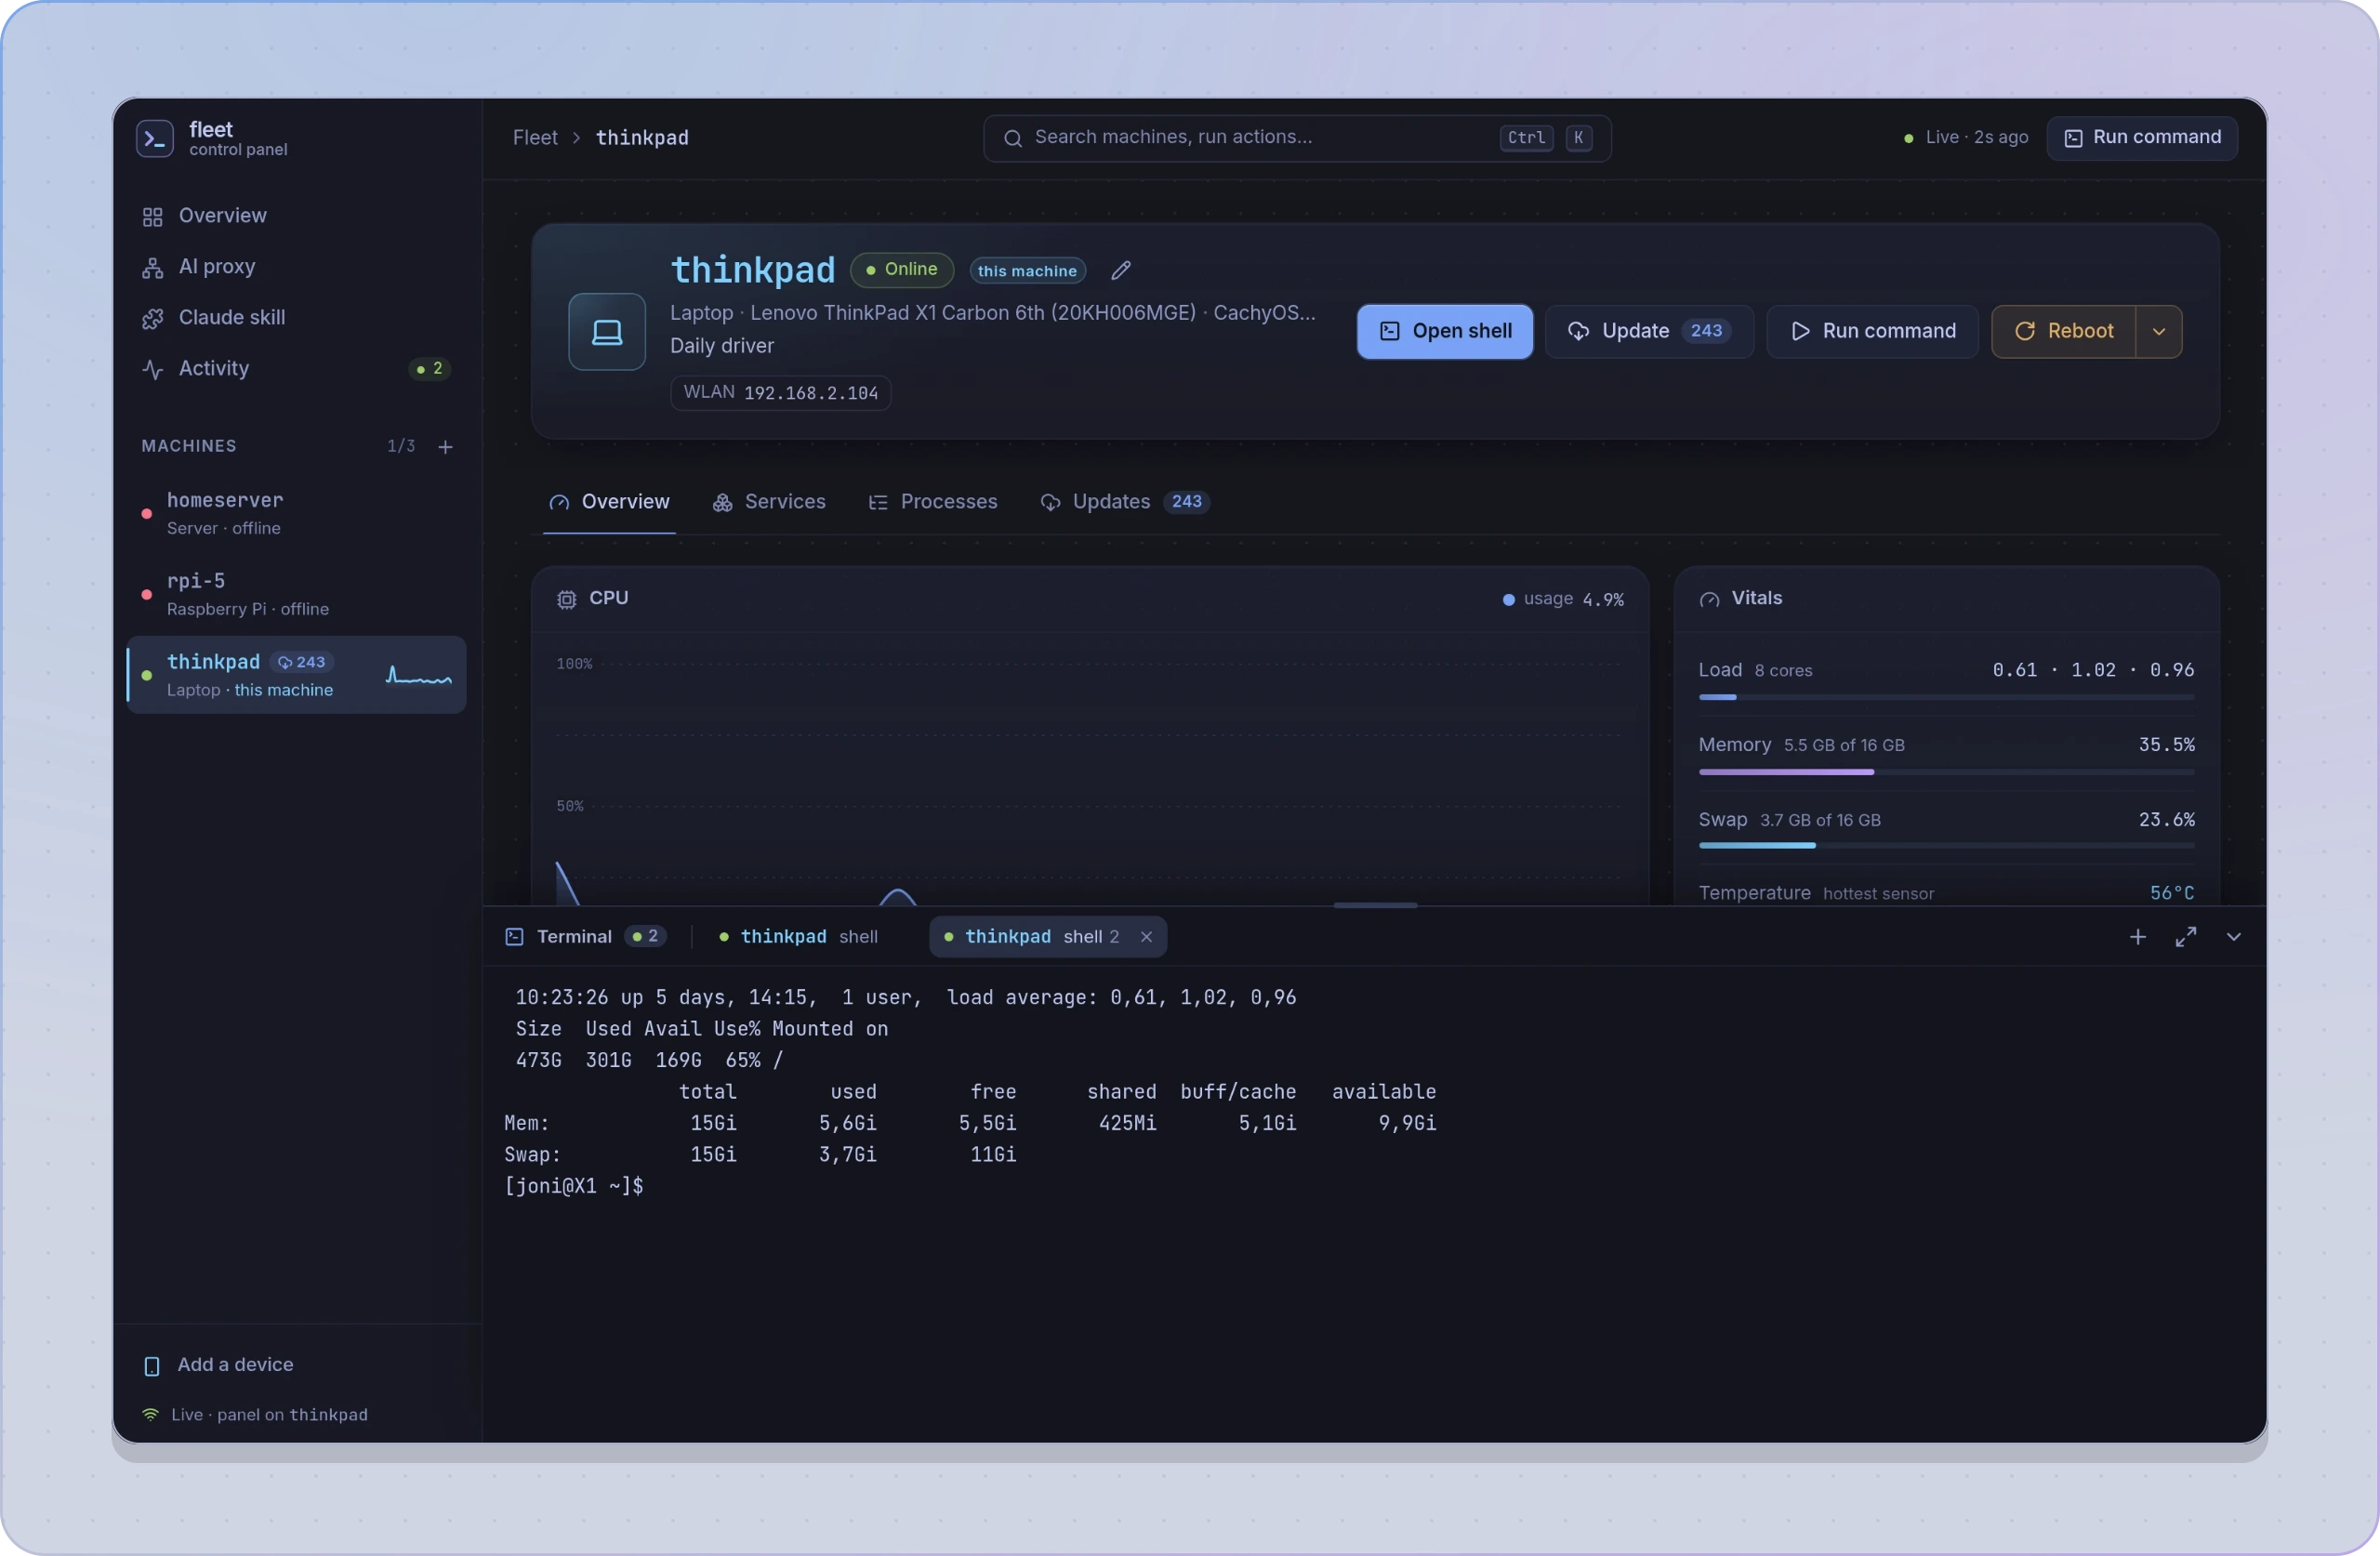 fleet
control panel
Overview
AI proxy
Claude skill
Activity
2
MACHINES 1/3
homeserver
Server · offline
rpi-5
Raspberry Pi · offline
thinkpad 243
Laptop · this machine
Add a device
Live · panel on thinkpad
Fleet > thinkpad
Search machines, run actions...
Ctrl K
Live · 2s ago
Run command
thinkpad Online this machine
Laptop · Lenovo ThinkPad X1 Carbon 6th (20KH006MGE) · CachyOS...
Daily driver
WLAN 192.168.2.104
Open shell
Update 243
Run command
Reboot
Overview
Services
Processes
Updates 243
CPU
usage 4.9%
100%
50%
Vitals
Load 8 cores 0.61 · 1.02 · 0.96
Memory 5.5 GB of 16 GB 35.5%
Swap 3.7 GB of 16 GB 23.6%
Temperature hottest sensor 56°C
Terminal 2
thinkpad shell
thinkpad shell 2
10:23:26 up 5 days, 14:15,  1 user,  load average: 0,61, 1,02, 0,96
Size  Used Avail Use% Mounted on
473G  301G  169G  65% /
total        used        free      shared  buff/cache   available
Mem:            15Gi       5,6Gi       5,5Gi       425Mi       5,1Gi       9,9Gi
Swap:           15Gi       3,7Gi        11Gi
[joni@X1 ~]$